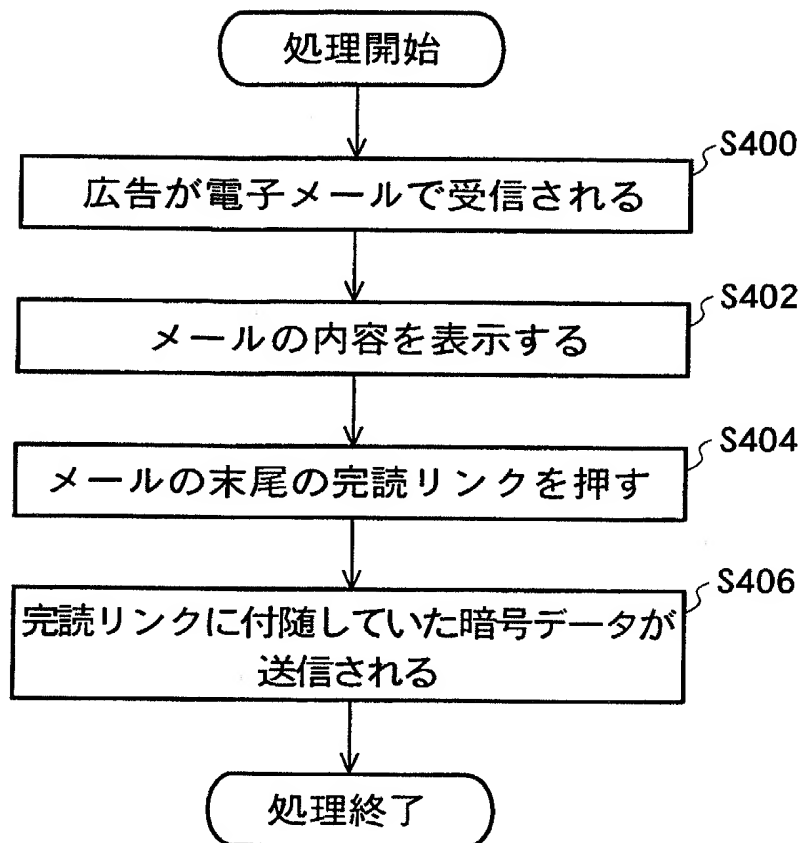 処理開始
S400
広告が電子メールで受信される
S402
メールの内容を表示する
S404
メールの末尾の完読リンクを押す
S406
完読リンクに付随していた暗号データが
送信される
処理終了